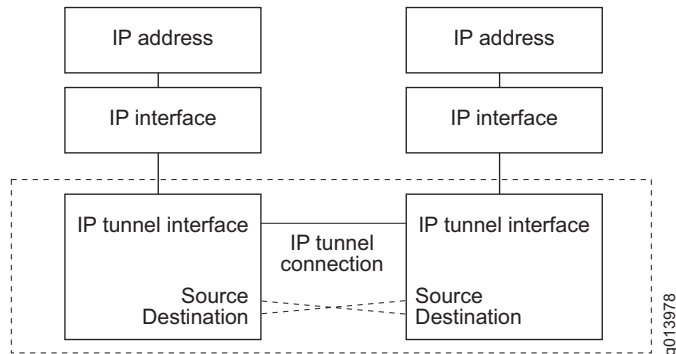 IP address
IP address
IP interface
IP interface
IP tunnel interface
IP tunnel interface
IP tunnel
connection
Source
Destination
Source
Destination
g013978